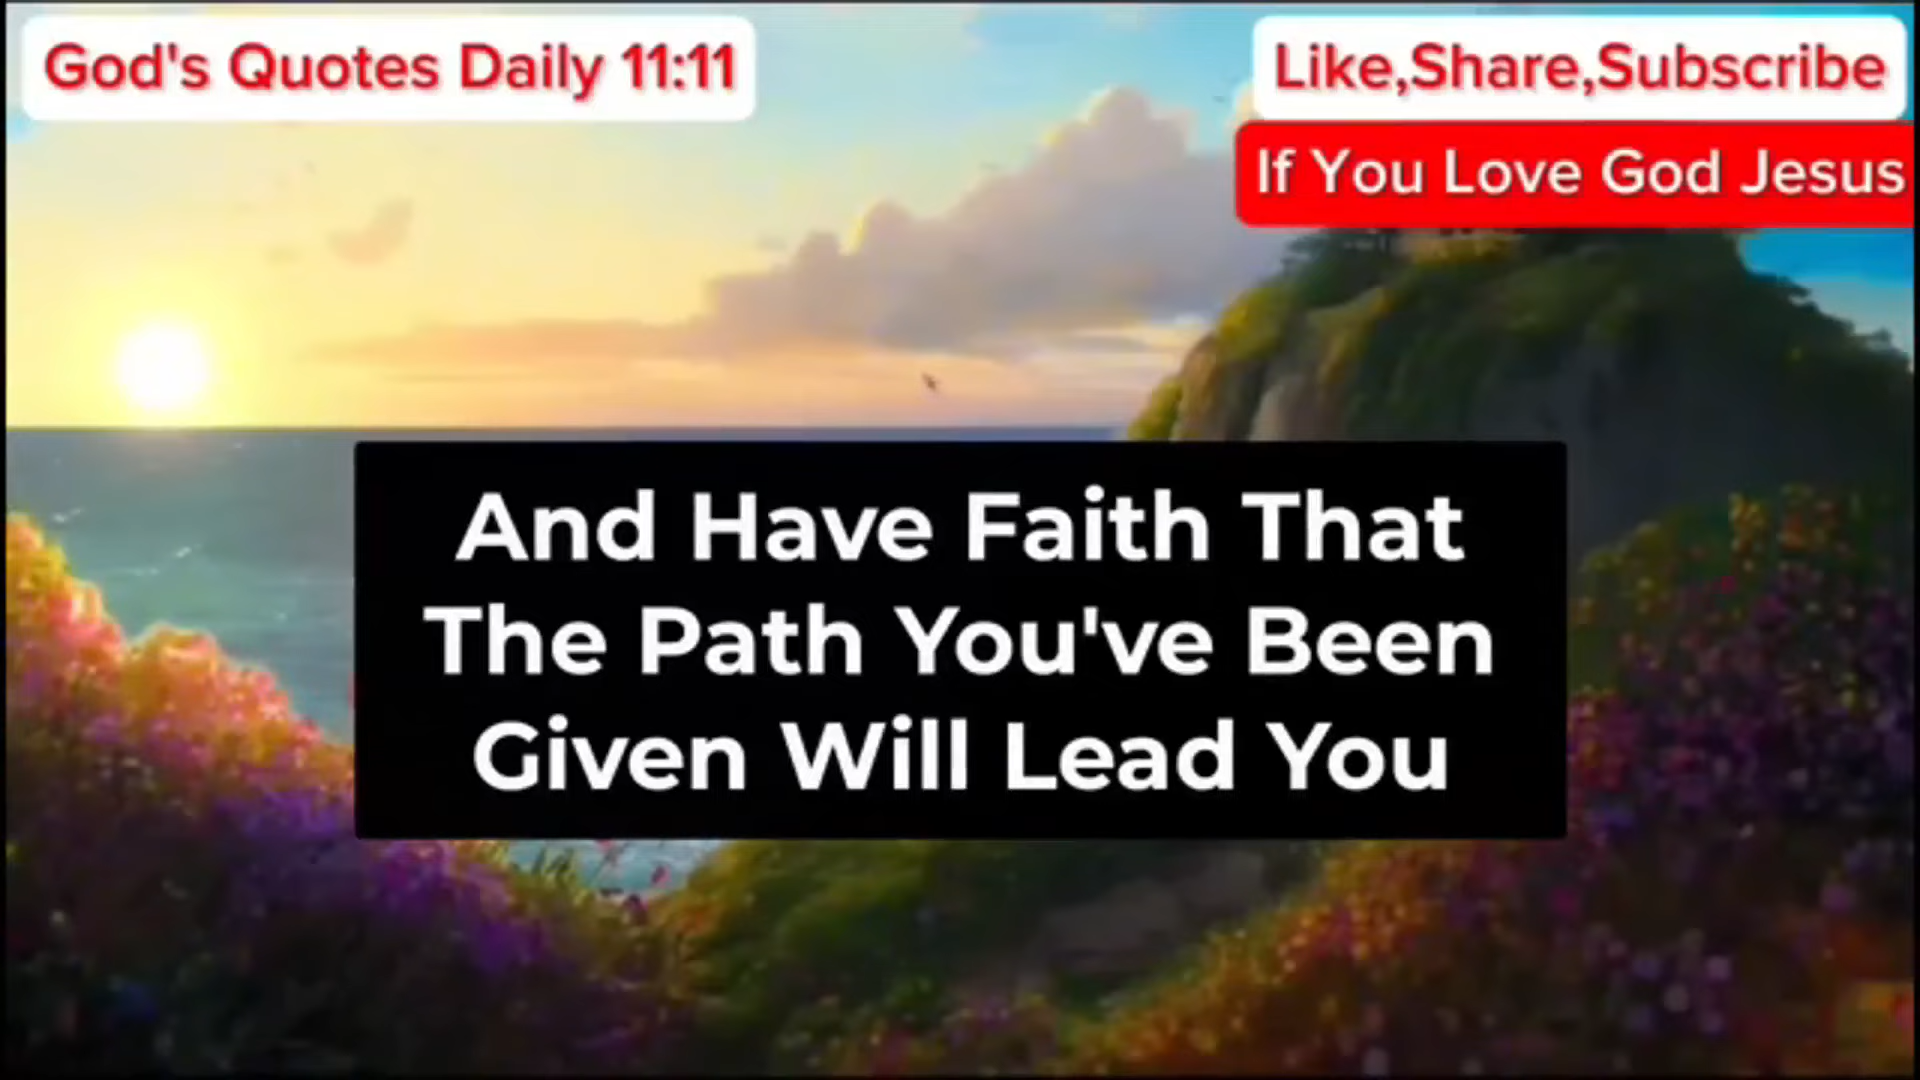 God's Quotes Daily 11:11
Like,Share,Subscribe
If You Love God Jesus
And Have Faith That
The Path You've Been
Given Will Lead You